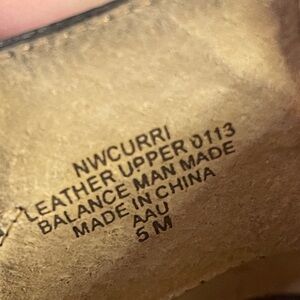 NWCURRI
LEATHER UPPER 0113
BALANCE MAN MADE
MADE IN CHINA
AAU
5 M